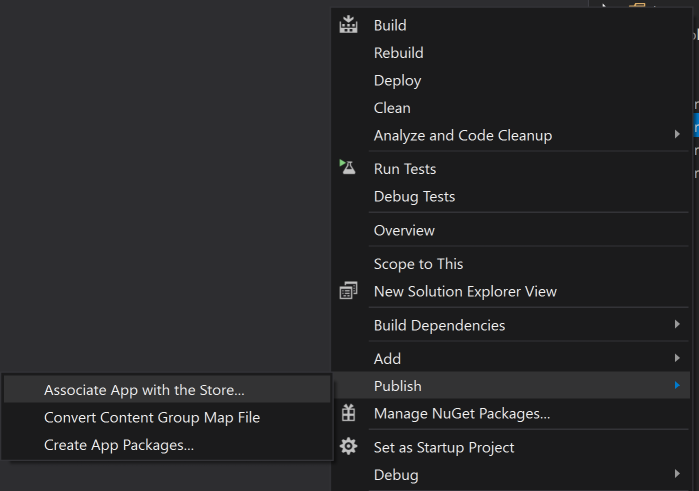 Build
Rebuild
Deploy
Clean
Analyze and Code Cleanup
Run Tests
Debug Tests
Overview
Scope to This
New Solution Explorer View
Build Dependencies
Add
Publish
Associate App with the Store...
Convert Content Group Map File
Create App Packages...
Manage NuGet Packages...
Set as Startup Project
Debug